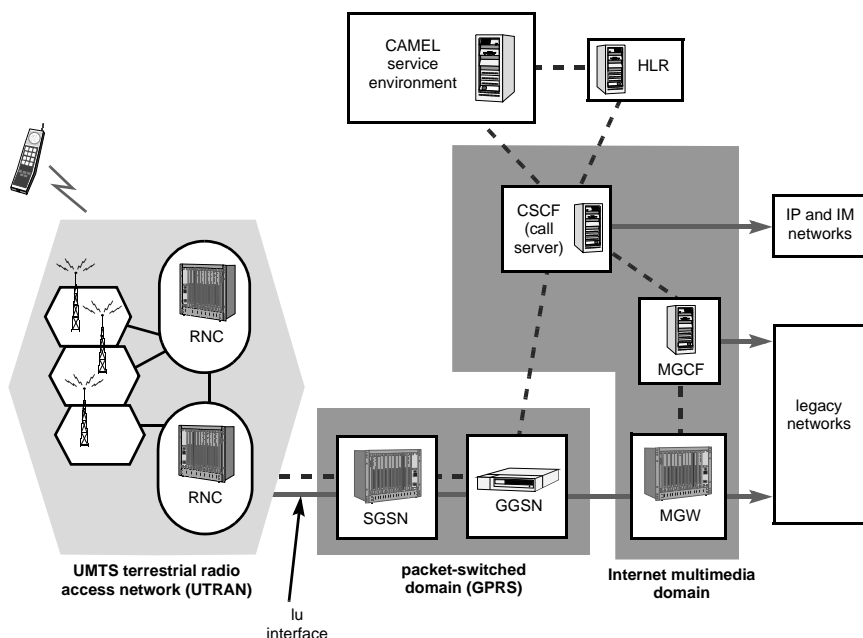 CAMEL
service
environment
HLR
CSCF
(call
server)
IP and IM
networks
RNC
MGCF
legacy
networks
RNC
SGSN
GGSN
MGW
UMTS terrestrial radio
access network (UTRAN)
packet-switched
domain (GPRS)
Internet multimedia
domain
lu
interface